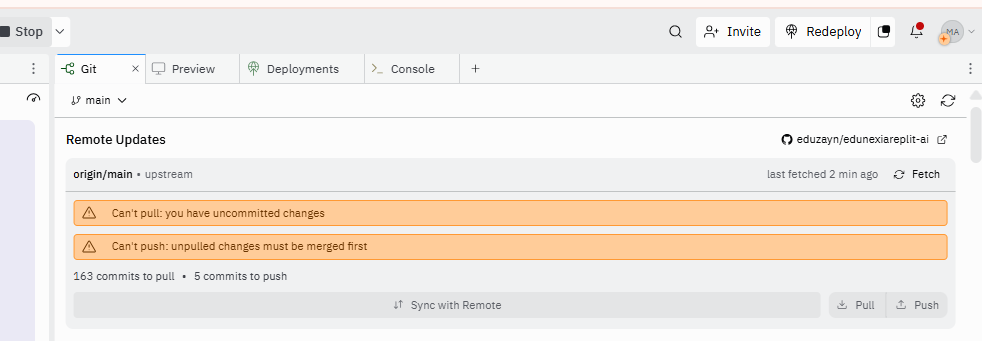 Stop
Invite
Redeploy
MA
Git
Preview
Deployments
Console
main
Remote Updates
eduzayn/edunexiareplit-ai
origin/main • upstream
last fetched 2 min ago
Fetch
Can't pull: you have uncommitted changes
Can't push: unpulled changes must be merged first
163 commits to pull • 5 commits to push
Sync with Remote
Pull
Push